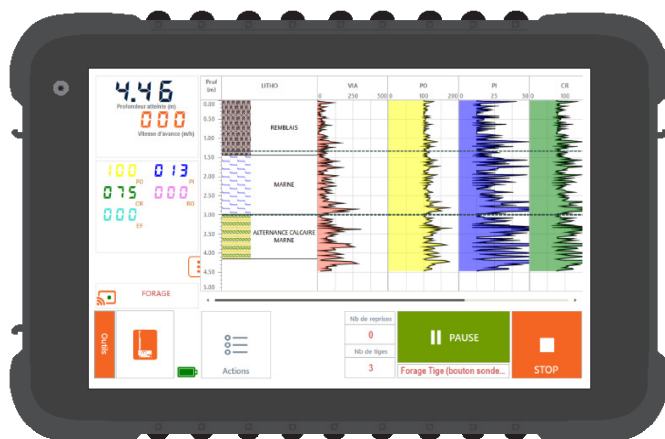 4.46
Profondeur atteinte (m)
000
Vitesse d'avance (m/h)
100
PO
013
PI
075
CR
000
RO
000
EF
FORAGE
Prof
(m)
LITHO
VIA
PO
PI
CR
0 250 500
0 100 200
0 25 50
0 100
0.00
0.50
1.00
1.50
2.00
2.50
3.00
3.50
4.00
4.50
5.00
REMBLAIS
MARNE
ALTERNANCE CALCAIRE
MARNE
Outils
Actions
Nb de reprises
0
Nb de tiges
3
PAUSE
Forage Tige (bouton sonde...
STOP